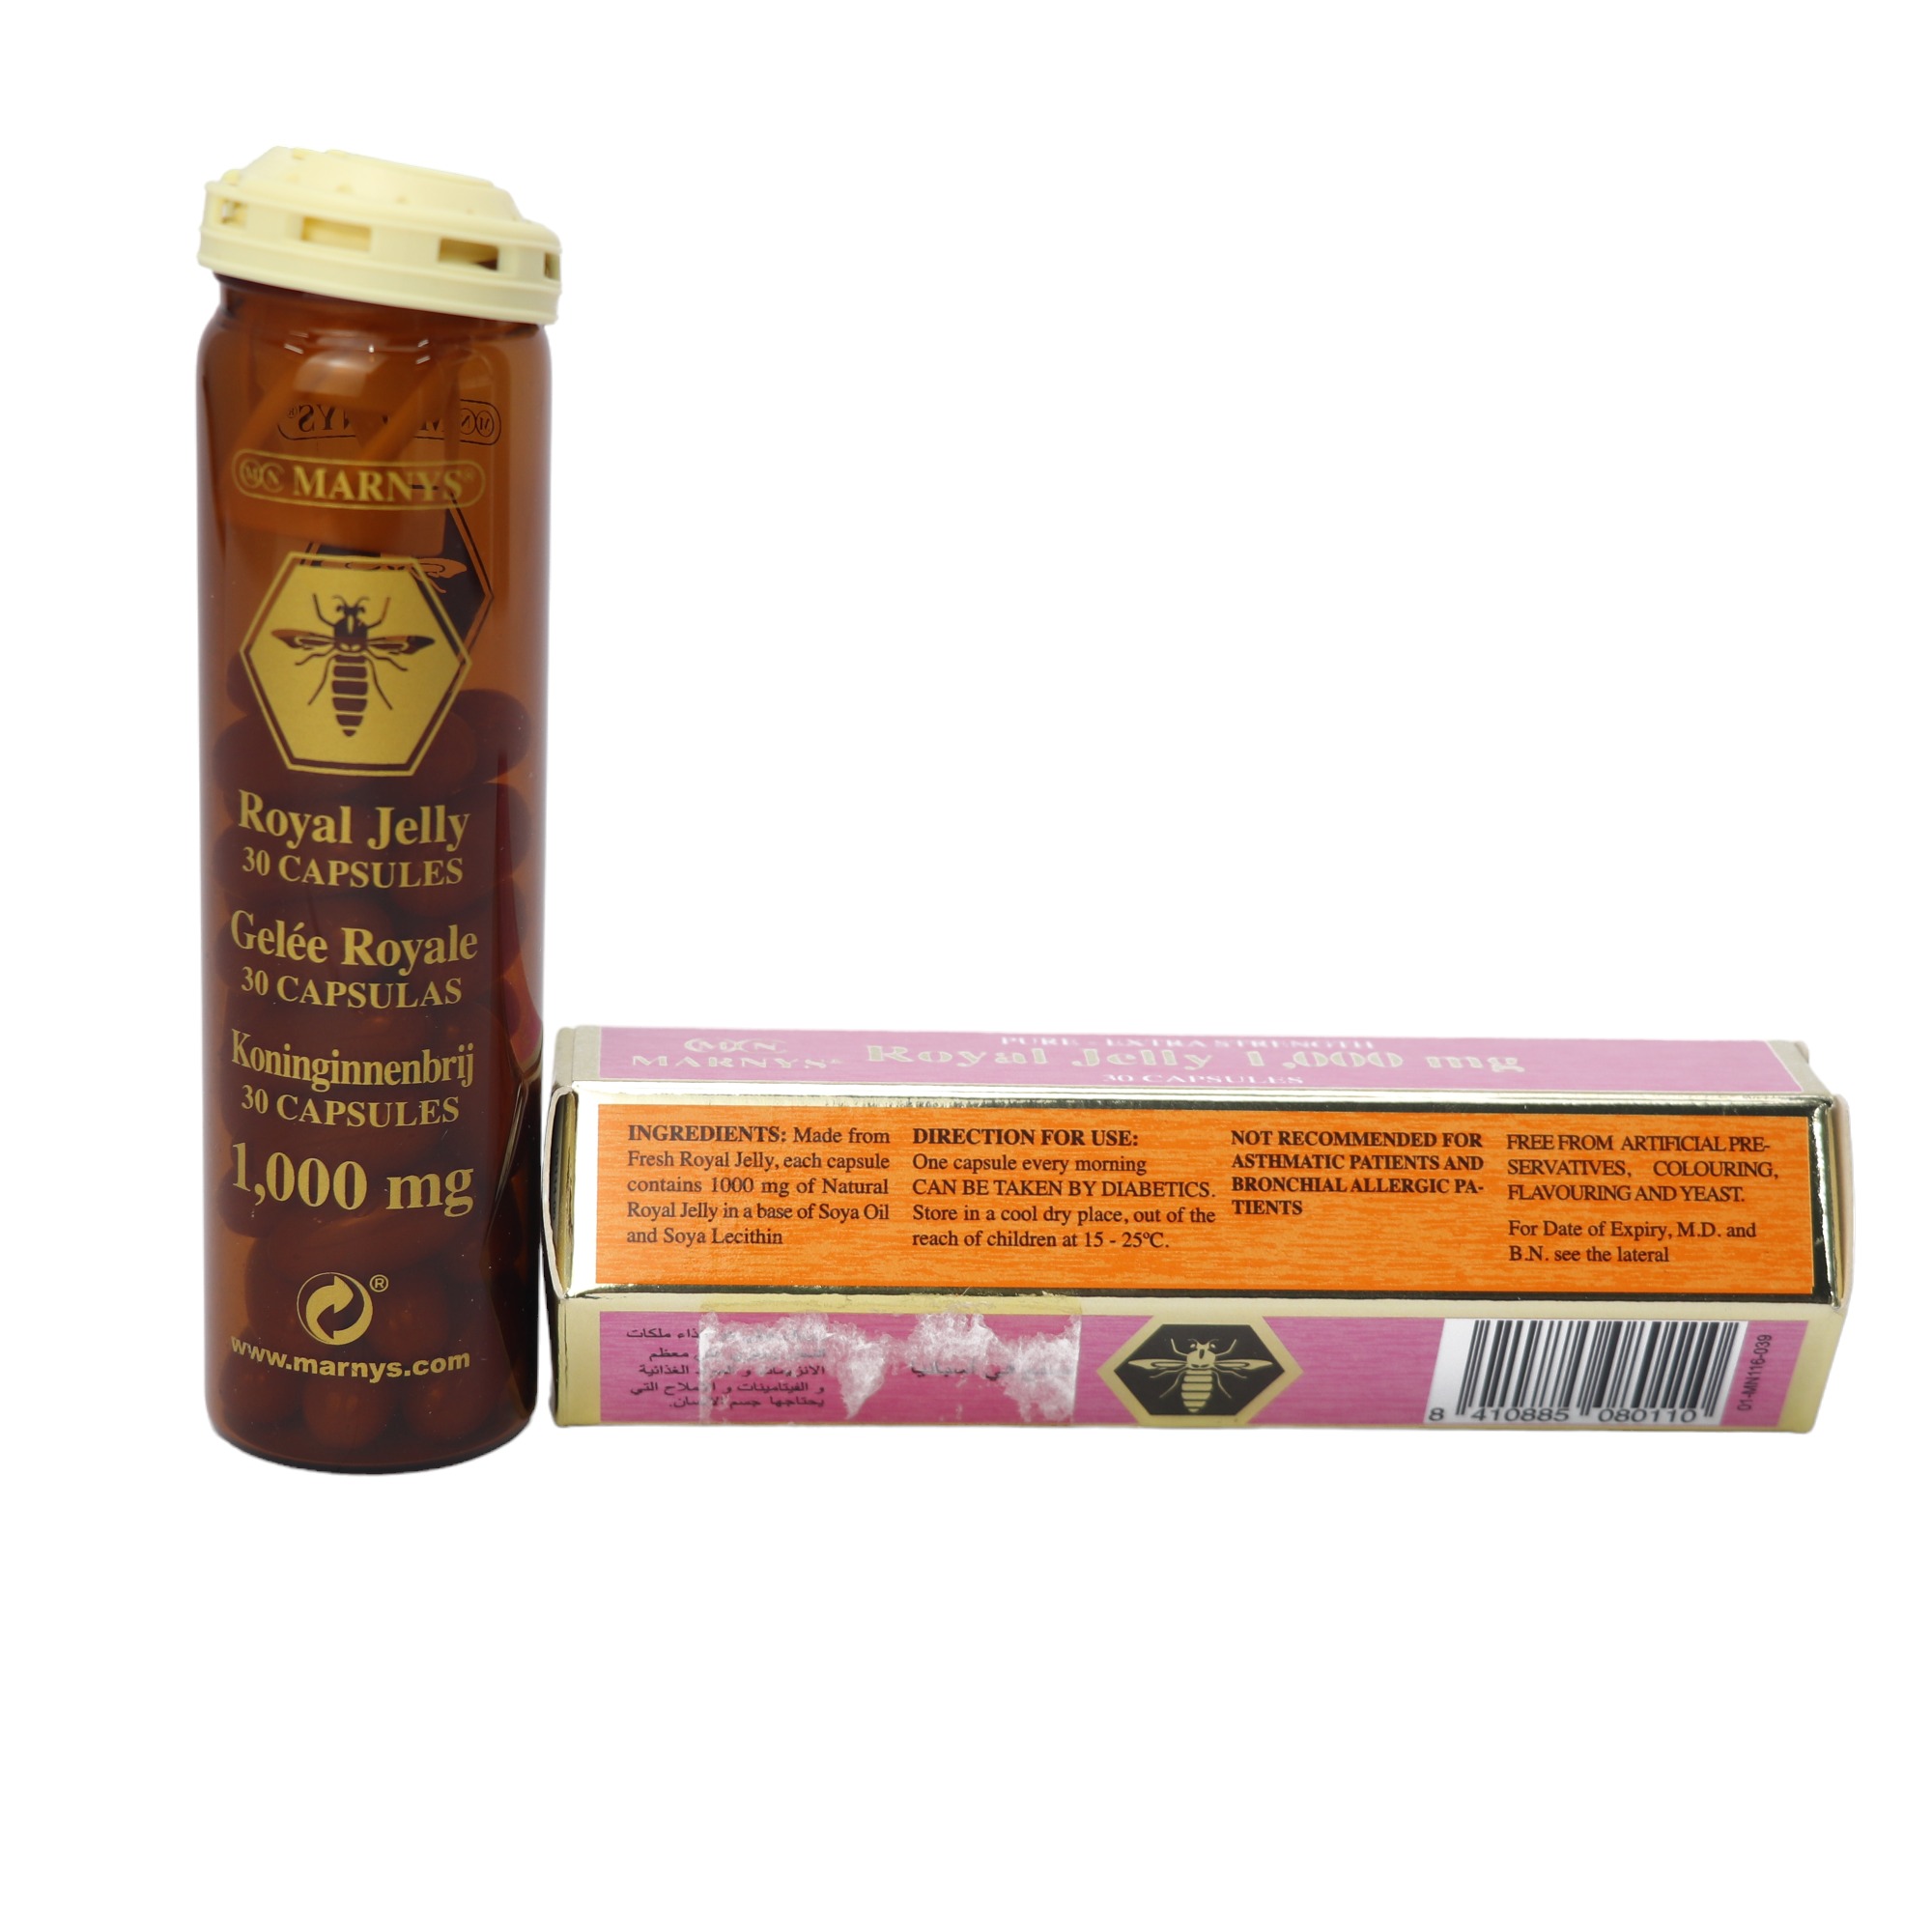 MARNYS®
Royal Jelly
30 CAPSULES
Gelée Royale
30 CAPSULAS
Koninginnenbrij
30 CAPSULES
1,000 mg
®
www.marnys.com
PURE - EXTRA STRENGTH
MARNYS® Royal Jelly 1,000 mg
30 CAPSULES
INGREDIENTS: Made from
Fresh Royal Jelly, each capsule
contains 1000 mg of Natural
Royal Jelly in a base of Soya Oil
and Soya Lecithin
DIRECTION FOR USE:
One capsule every morning
CAN BE TAKEN BY DIABETICS.
Store in a cool dry place, out of the
reach of children at 15 - 25ºC.
NOT RECOMMENDED FOR
ASTHMATIC PATIENTS AND
BRONCHIAL ALLERGIC PA-
TIENTS
FREE FROM ARTIFICIAL PRE-
SERVATIVES, COLOURING,
FLAVOURING AND YEAST.
For Date of Expiry, M.D. and
B.N. see the lateral
ملكات
معظم
الغذائية
و الفيتامينات و التي
يحتاجها جسم
8 410885 080110
01-MN116-039